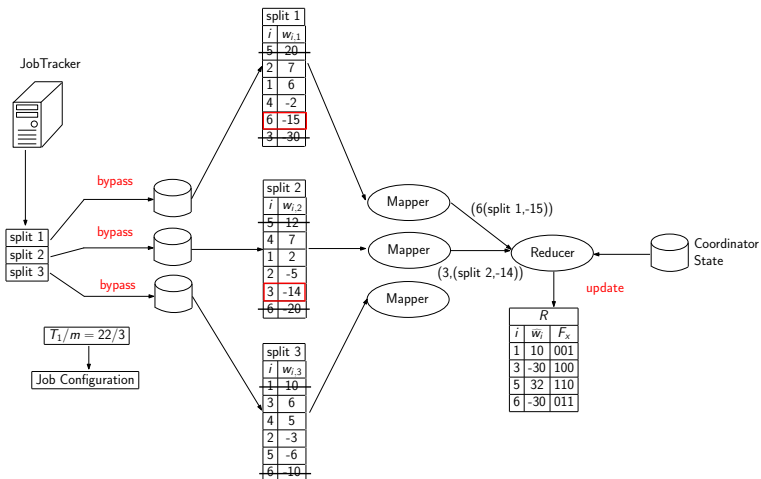 JobTracker
split 1
split 2
split 3
bypass
bypass
bypass
T₁/m = 22/3
Job Configuration
split 1
i wᵢ,₁
5 20
2 7
1 6
4 -2
6 -15
3 -30
split 2
i wᵢ,₂
5 12
4 7
1 2
2 -5
3 -14
6 -20
split 3
i wᵢ,₃
1 10
3 6
4 5
2 -3
5 -6
6 -10
Mapper
Mapper
Mapper
(6(split 1,-15))
(3,(split 2,-14))
Reducer
Coordinator
State
update
R
i w̃ᵢ Fₓ
1 10 001
3 -30 100
5 32 110
6 -30 011